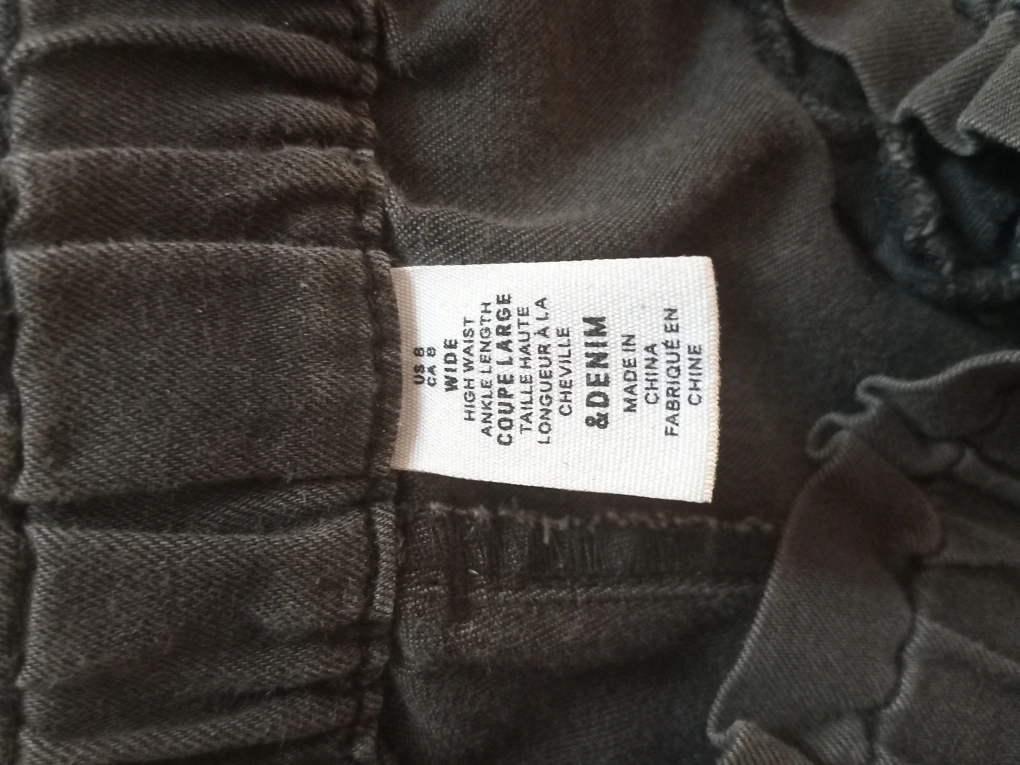 US 8
CA 8
WIDE
HIGH WAIST
ANKLE LENGTH
COUPE LARGE
TAILLE HAUTE
LONGUEUR À LA
CHEVILLE
&DENIM
MADE IN
CHINA
FABRIQUÉ EN
CHINE